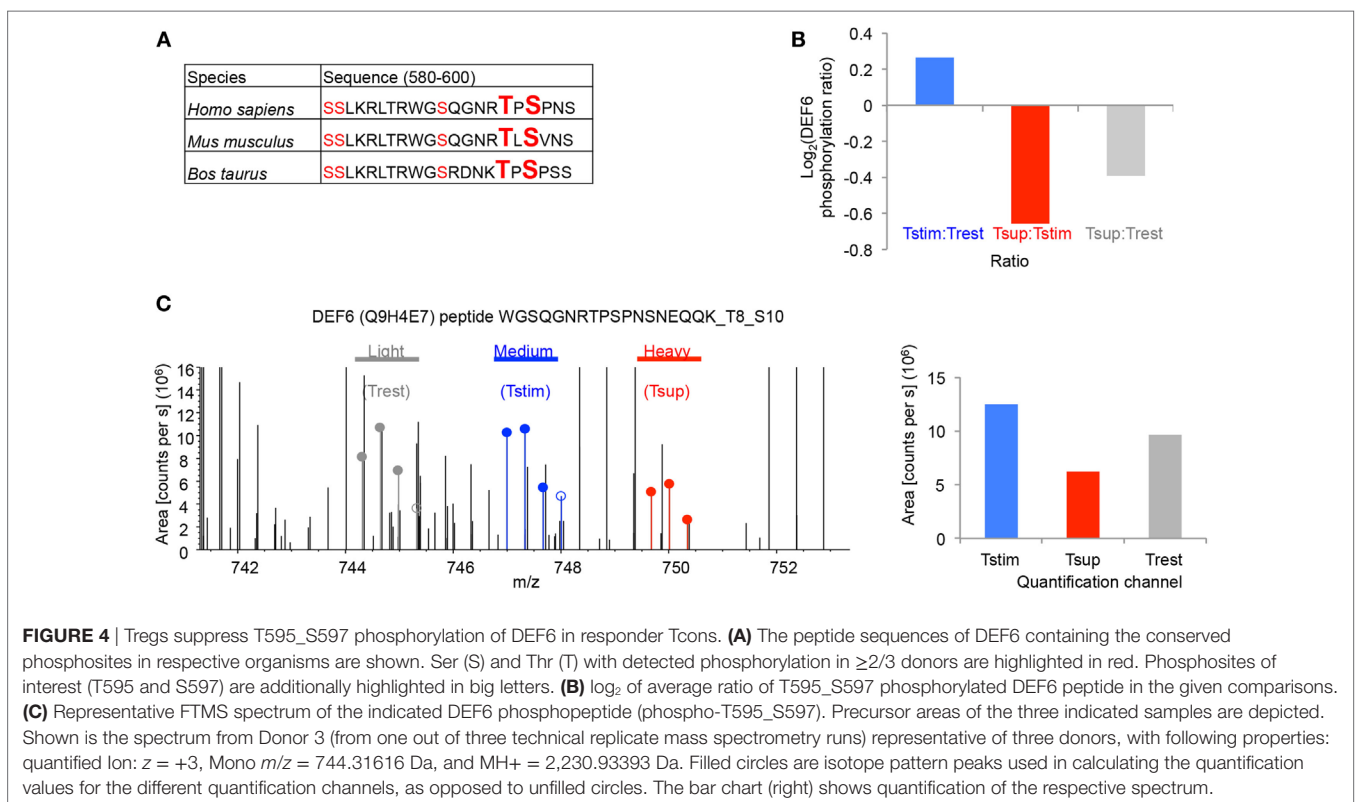 A
Species Sequence (580-600)
Homo sapiens SSLKRLTRWGSQGNRTPSPNS
Mus musculus SSLKRLTRWGSQGNRTLSVNS
Bos taurus SSLKRLTRWGSRDNKTPSPSS
B
Log2(DEF6 phosphorylation ratio)
0.4
0.2
0
-0.2
-0.4
-0.6
-0.8
Tstim:Trest Tsup:Tstim Tsup:Trest
Ratio
C
DEF6 (Q9H4E7) peptide WGSQGNRTPSPNSNEQQK_T8_S10
Light Medium Heavy
(Trest) (Tstim) (Tsup)
Area [counts per s] (10⁶)
16
14
12
10
8
6
4
2
0
742 744 746 748 750 752
m/z
Area [counts per s] (10⁶)
15
10
5
0
Tstim Tsup Trest
Quantification channel
FIGURE 4 | Tregs suppress T595_S597 phosphorylation of DEF6 in responder Tcons. (A) The peptide sequences of DEF6 containing the conserved
phosphosites in respective organisms are shown. Ser (S) and Thr (T) with detected phosphorylation in ≥2/3 donors are highlighted in red. Phosphosites of
interest (T595 and S597) are additionally highlighted in big letters. (B) log₂ of average ratio of T595_S597 phosphorylated DEF6 peptide in the given comparisons.
(C) Representative FTMS spectrum of the indicated DEF6 phosphopeptide (phospho-T595_S597). Precursor areas of the three indicated samples are depicted.
Shown is the spectrum from Donor 3 (from one out of three technical replicate mass spectrometry runs) representative of three donors, with following properties:
quantified Ion: z = +3, Mono m/z = 744.31616 Da, and MH+ = 2,230.93393 Da. Filled circles are isotope pattern peaks used in calculating the quantification
values for the different quantification channels, as opposed to unfilled circles. The bar chart (right) shows quantification of the respective spectrum.